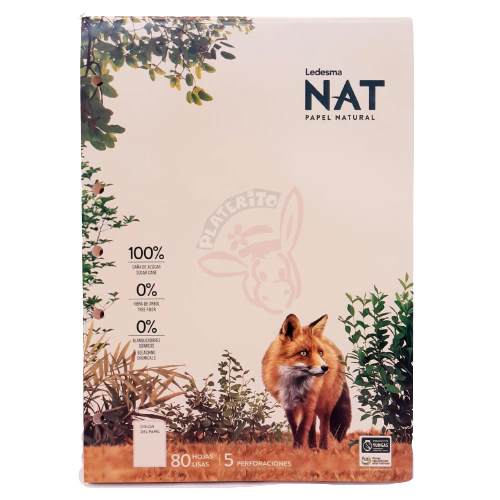 Ledesma
NAT
PAPEL NATURAL
PLATERITO
100%
CAÑA DE AZÚCAR
SUGAR CANE
0%
FIBRA DE ÁRBOL
TREE FIBER
0%
BLANQUEADORES
QUÍMICOS
BLEACHING
CHEMICALS
COLOR
DEL PAPEL
80 HOJAS
LISAS
5 PERFORACIONES
YUNGAS